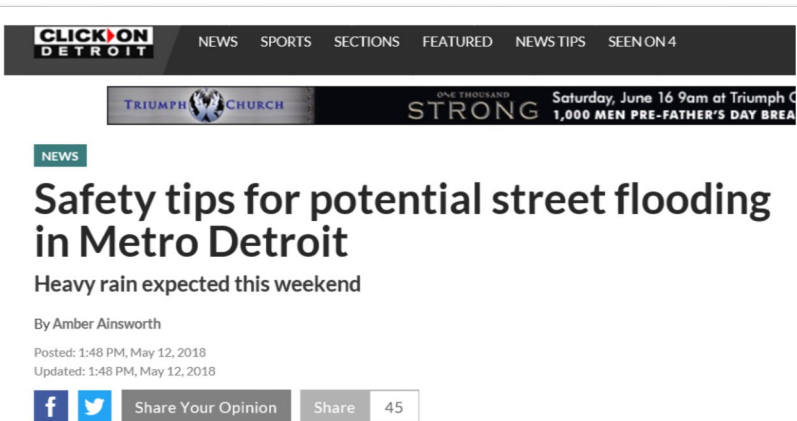 CLICK ON
DETROIT
NEWS SPORTS SECTIONS FEATURED NEWS TIPS SEEN ON 4
TRIUMPH CHURCH
ONE THOUSAND
STRONG
Saturday, June 16 9am at Triumph
1,000 MEN PRE-FATHER'S DAY
NEWS
Safety tips for potential street flooding
in Metro Detroit
Heavy rain expected this weekend
By Amber Ainsworth
Posted: 1:48 PM, May 12, 2018
Updated: 1:48 PM, May 12, 2018
f Share Your Opinion Share 45